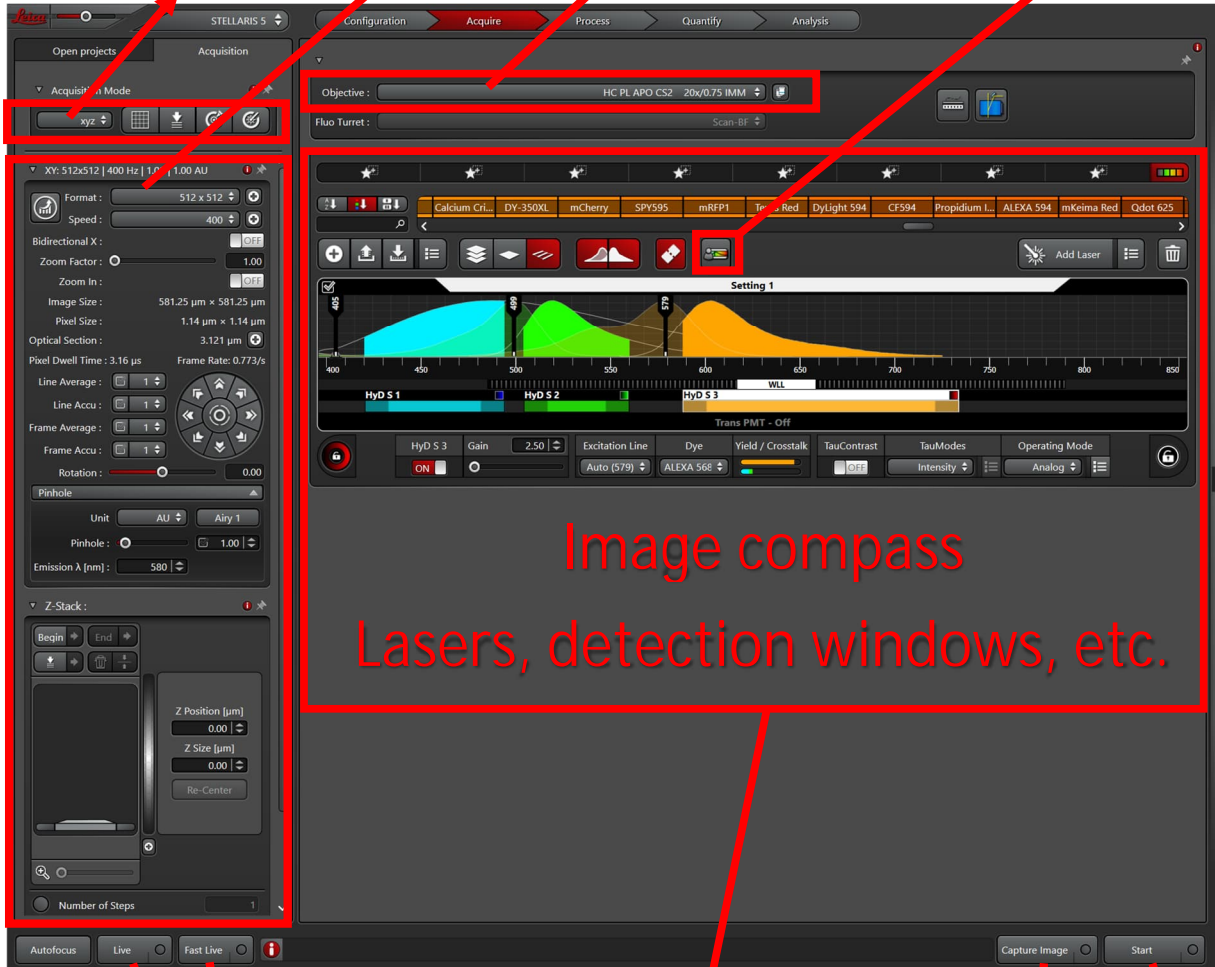 Leica
STELLARIS 5
Configuration
Acquire
Process
Quantify
Analysis
Open projects
Acquisition
Acquisition Mode
xyz
Objective :
HC PL APO CS2 20x/0.75 IMM
Fluo Turret :
Scan-BF
XY: 512x512 | 400 Hz | 1.00 | 1.00 AU
Format :
512 x 512
Speed :
400
Bidirectional X :
OFF
Zoom Factor :
1.00
Zoom In :
OFF
Image Size :
581.25 µm × 581.25 µm
Pixel Size :
1.14 µm × 1.14 µm
Optical Section :
3.121 µm
Pixel Dwell Time : 3.16 µs
Frame Rate: 0.773/s
Line Average :
1
Line Accu :
1
Frame Average :
1
Frame Accu :
1
Rotation :
0.00
Pinhole
Unit
AU
Airy 1
Pinhole :
1.00
Emission λ [nm] :
580
Z-Stack :
Begin
End
Z Position [µm]
0.00
Z Size [µm]
0.00
Re-Center
Number of Steps
1
Calcium Cri...
DY-350XL
mCherry
SPY595
mRFP1
Texas Red
DyLight 594
CF594
Propidium I...
ALEXA 594
mKeima Red
Qdot 625
Add Laser
Setting 1
405
499
579
400
450
500
550
600
650
700
750
800
850
WLL
HyD S 1
HyD S 2
HyD S 3
Trans PMT - Off
HyD S 3
Gain
2.50
Excitation Line
Dye
Yield / Crosstalk
TauContrast
TauModes
Operating Mode
ON
Auto (579)
ALEXA 568
OFF
Intensity
Analog
Image compass
Lasers, detection windows, etc.
Autofocus
Live
Fast Live
Capture Image
Start